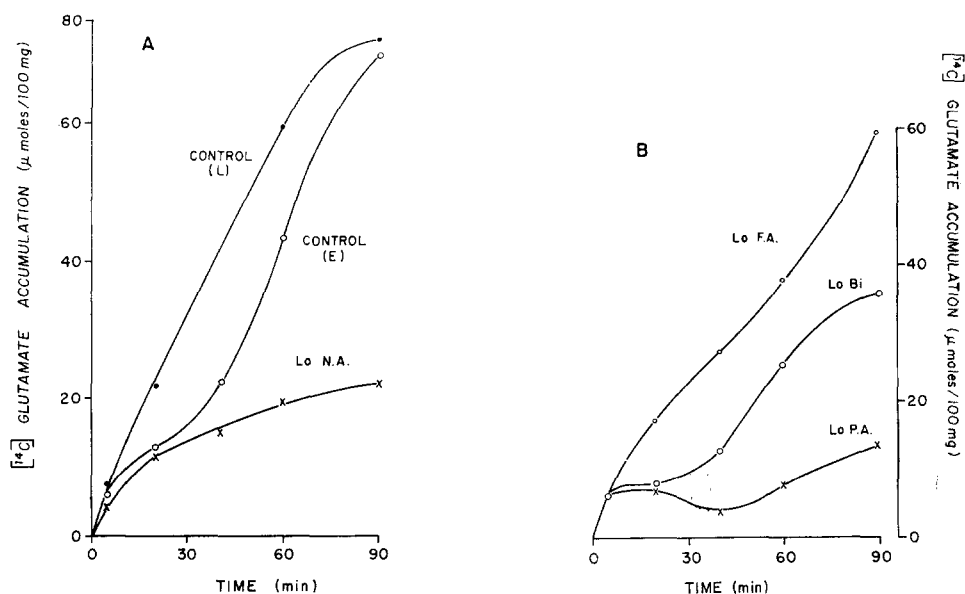 A
[14C] GLUTAMATE ACCUMULATION (μ moles/100 mg)
80
60
40
20
0
CONTROL
(L)
CONTROL
(E)
Lo N.A.
0 30 60 90
TIME (min)
B
Lo F.A.
Lo Bi
Lo P.A.
60
40
20
0
[14C] GLUTAMATE ACCUMULATION (μ moles/100 mg)
0 30 60 90
TIME (min)